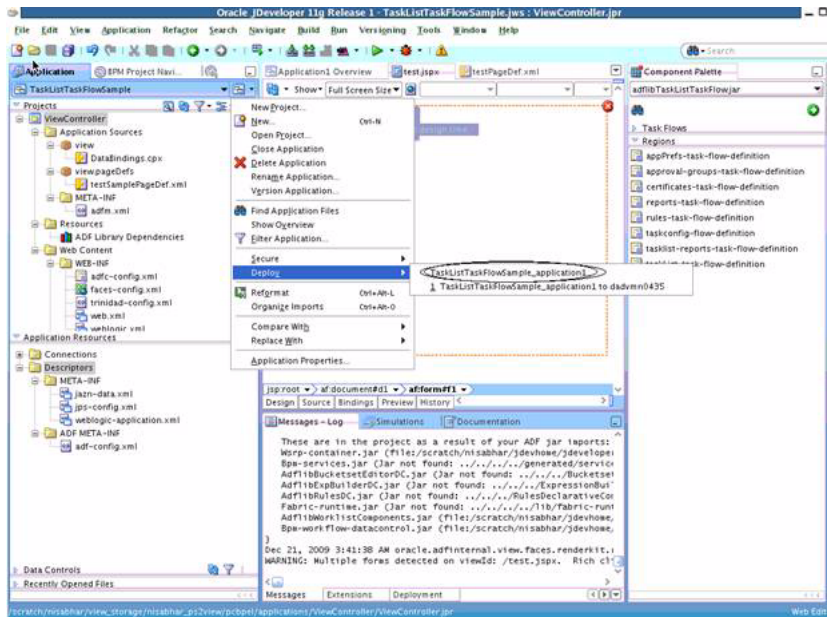 Oracle JDeveloper 11g Release 1 - TaskListTaskFlowSample.jws : ViewController.jpr
File Edit View Application Refactor Search Navigate Build Run Versioning Tools Window Help
Search
Application
BPM Project Navi...
TaskListTaskFlowSample
Projects
ViewController
Application Sources
view
DataBindings.cpx
view.pageDefs
testSamplePageDef.xml
META-INF
adfm.xml
Resources
ADF Library Dependencies
Web Content
WEB-INF
adfc-config.xml
faces-config.xml
trinidad-config.xml
web.xml
weblogic.xml
Application Resources
Connections
Descriptors
META-INF
jazn-data.xml
jps-config.xml
weblogic-application.xml
ADF META-INF
adf-config.xml
Data Controls
Recently Opened Files
Application1 Overview
test.jspx
testPageDef.xml
Show
Full Screen Size
design time
New Project...
New... Ctrl-N
Open Project...
Close Application
Delete Application
Rename Application...
Version Application...
Find Application Files
Show Overview
Filter Application...
Secure
Deploy
Reformat Ctrl+Alt-L
Organize Imports Ctrl+Alt-O
Compare With
Replace With
Application Properties...
TaskListTaskFlowSample_application1
1 TaskListTaskFlowSample_application1 to dadvmn0435
jsp:root
af:document#d1
af:form#f1
Design Source Bindings Preview History
Messages - Log
Simulations
Documentation
These are in the project as a result of your ADF jar imports:
Wsrp-container.jar (file:/scratch/nisabhar/jdevhome/jdeveloper
Bpm-services.jar (Jar not found: ../../../generated/service
AdflibBucketsetEditorDC.jar (Jar not found: ../../../Bucketset
AdflibExpBuilderDC.jar (Jar not found: ../../../ExpressionBui
AdflibRulesDC.jar (Jar not found: ../../../RulesDeclarativeCo
Fabric-runtime.jar (Jar not found: ../../../lib/fabric-runt
AdflibWorklistComponents.jar (file:/scratch/nisabhar/jdevhome,
Bpm-workflow-datacontrol.jar (file:/scratch/nisabhar/jdevhome,
}
Dec 21, 2009 3:41:38 AM oracle.adfinternal.view.faces.renderkit.
WARNING: Multiple forms detected on viewId: /test.jspx. Rich cli
Messages Extensions Deployment
Component Palette
adflibTaskListTaskFlow.jar
Task Flows
Regions
appPrefs-task-flow-definition
approval-groups-task-flow-definition
certificates-task-flow-definition
reports-task-flow-definition
rules-task-flow-definition
taskconfig-flow-definition
tasklist-reports-task-flow-definition
/scratch/nisabhar/view_storage/nisabhar_ps2view/pcbpel/applications/ViewController/ViewController.jpr
Web Edit